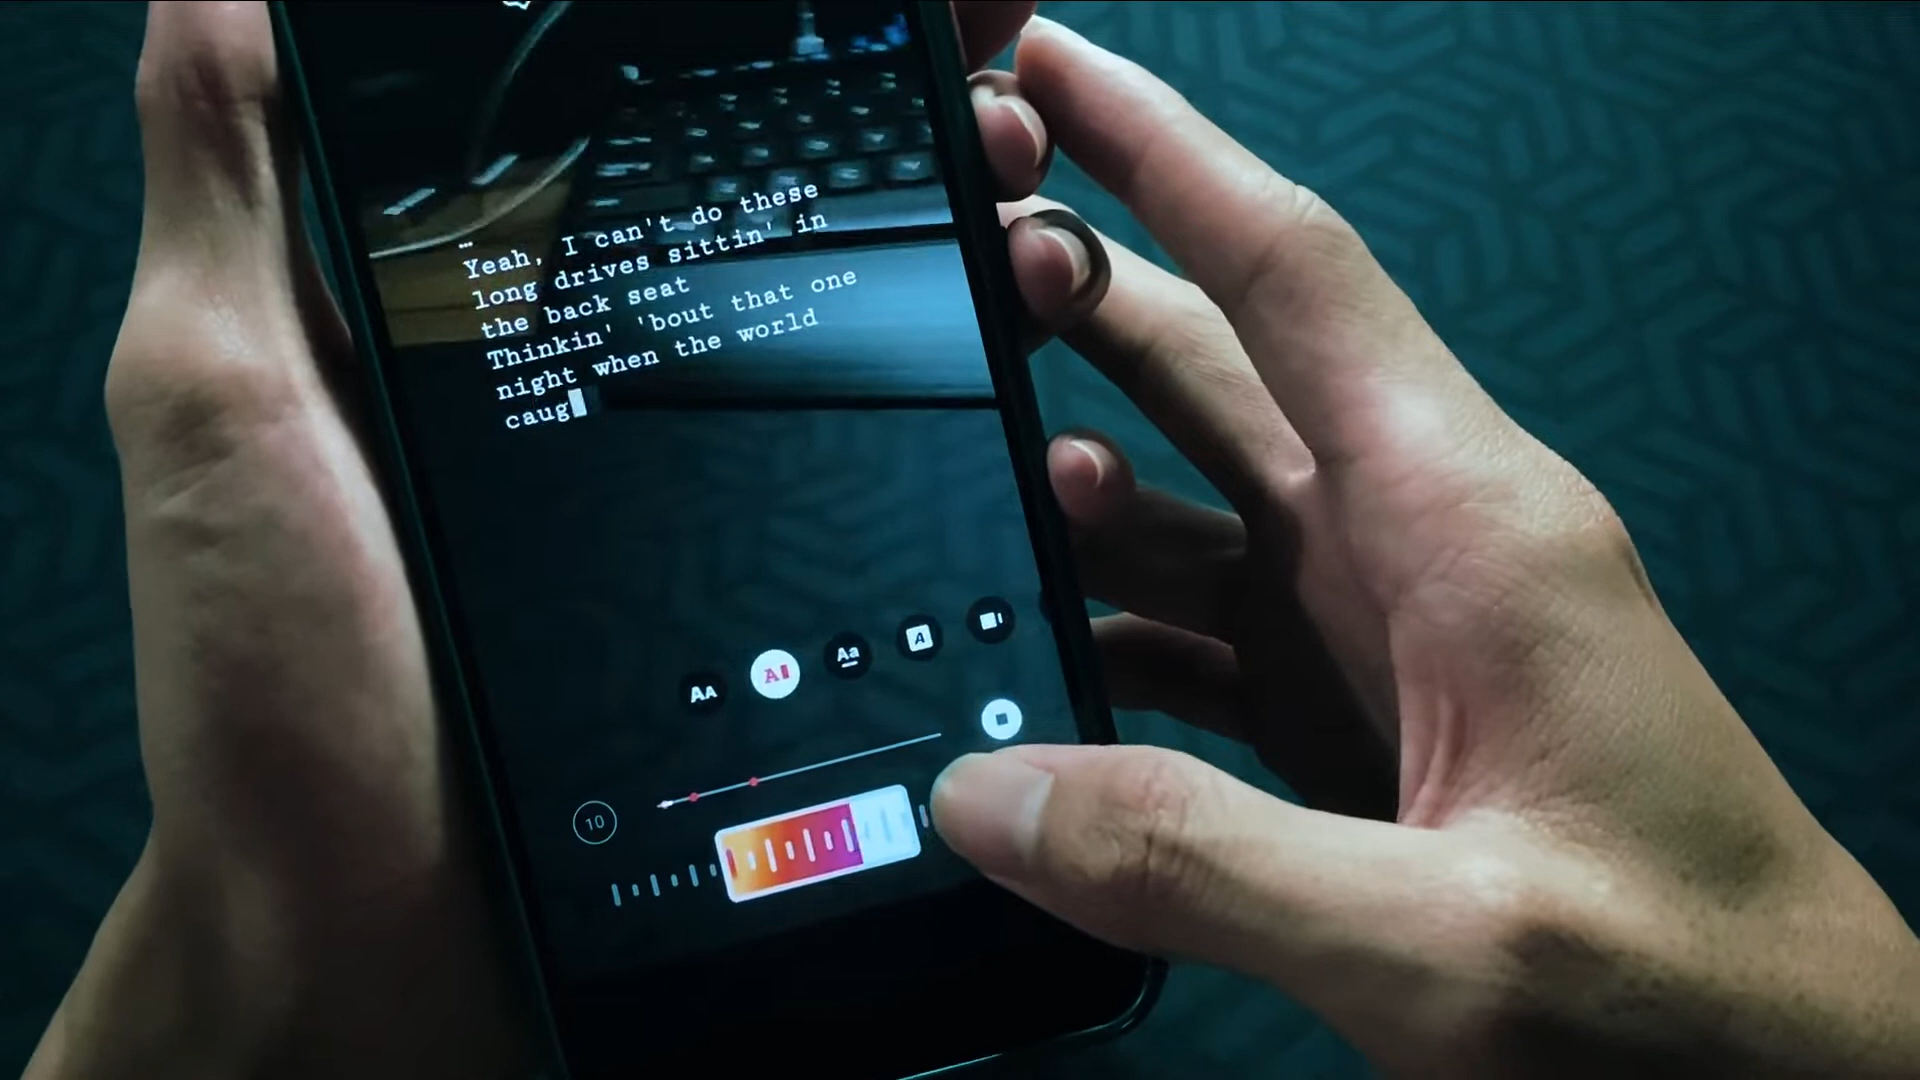 …
Yeah, I can't do these
long drives sittin' in
the back seat
Thinkin' 'bout that one
night when the world
caug
AA
A
Aa
A
10